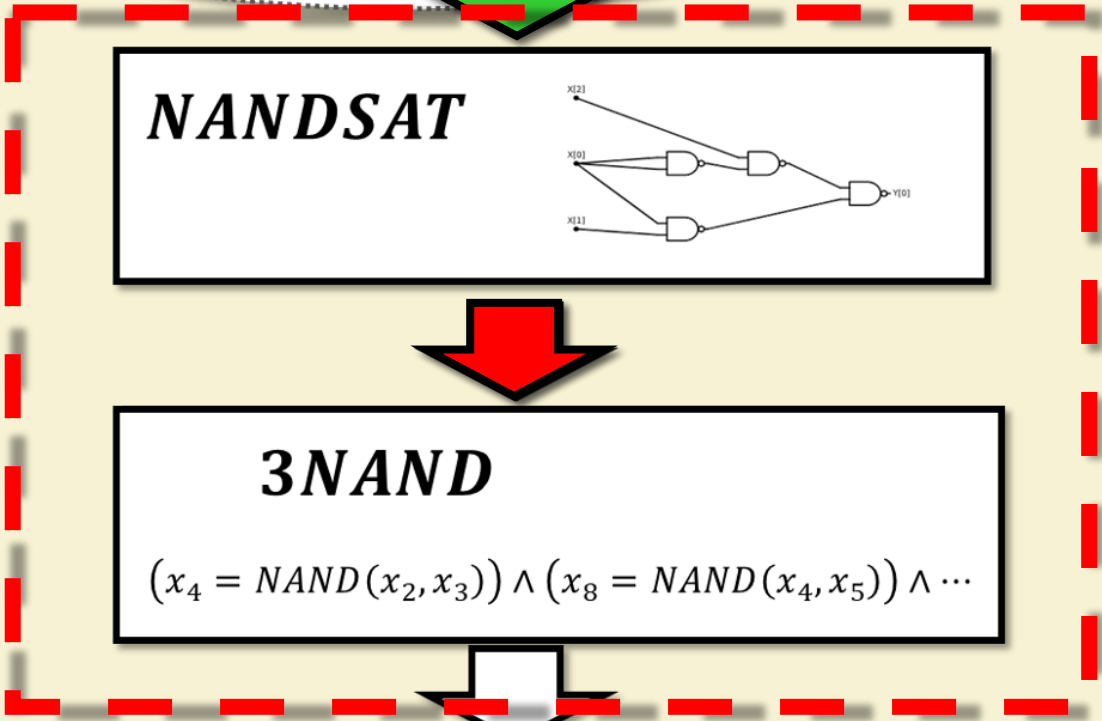 NANDSAT
X[2]
X[0]
Y[0]
X[1]
3NAND
(x₄ = NAND(x₂, x₃)) ∧ (x₈ = NAND(x₄, x₅)) ∧ ⋯